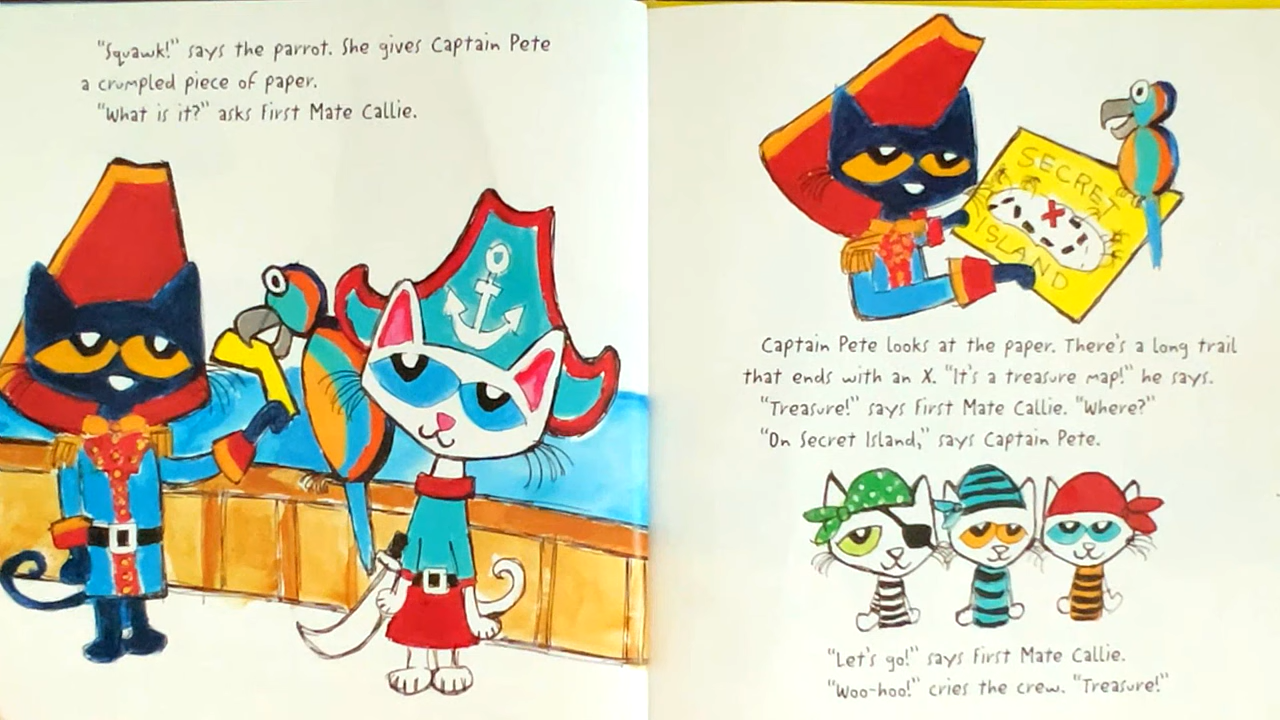 "Squawk!" says the parrot. She gives Captain Pete
a crumpled piece of paper.
"What is it?" asks First Mate Callie.
SECRET
ISLAND
Captain Pete looks at the paper. There's a long trail
that ends with an X. "It's a treasure map!" he says.
"Treasure!" says First Mate Callie. "Where?"
"On Secret Island," says Captain Pete.
"Let's go!" says First Mate Callie.
"Woo-hoo!" cries the crew. "Treasure!"